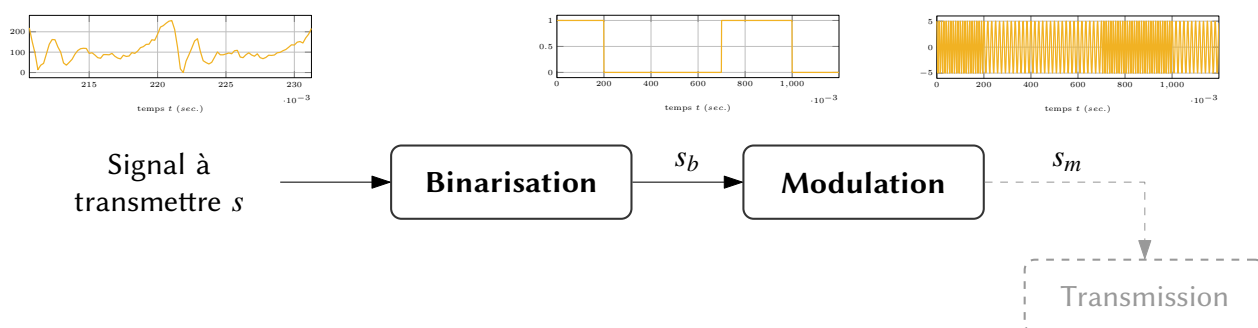 200
100
0
215 220 225 230
·10⁻³
temps t (sec.)
1
0.5
0
0 200 400 600 800 1,000
·10⁻³
temps t (sec.)
5
0
−5
0 200 400 600 800 1,000
·10⁻³
temps t (sec.)
Signal à
transmettre s
Binarisation
s_b
Modulation
s_m
Transmission